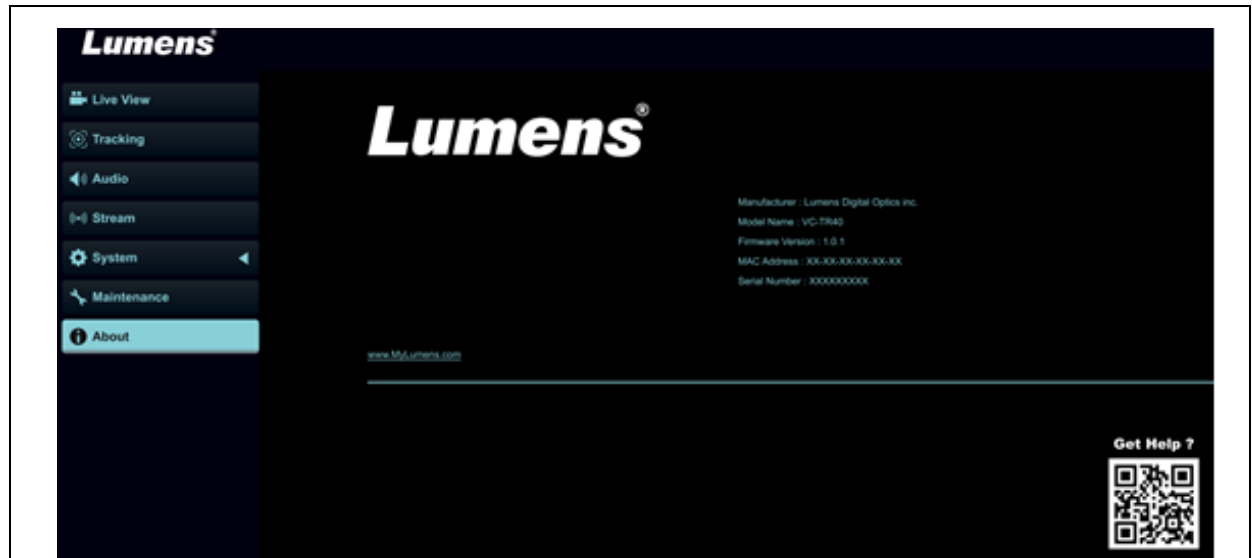 Lumens
Live View
Tracking
Audio
Stream
System
Maintenance
About
Lumens®
Manufacturer : Lumens Digital Optics inc.
Model Name : VC-TR40
Firmware Version : 1.0.1
MAC Address : XX-XX-XX-XX-XX-XX
Serial Number : XXXXXXXXXX
www.MyLumens.com
Get Help ?